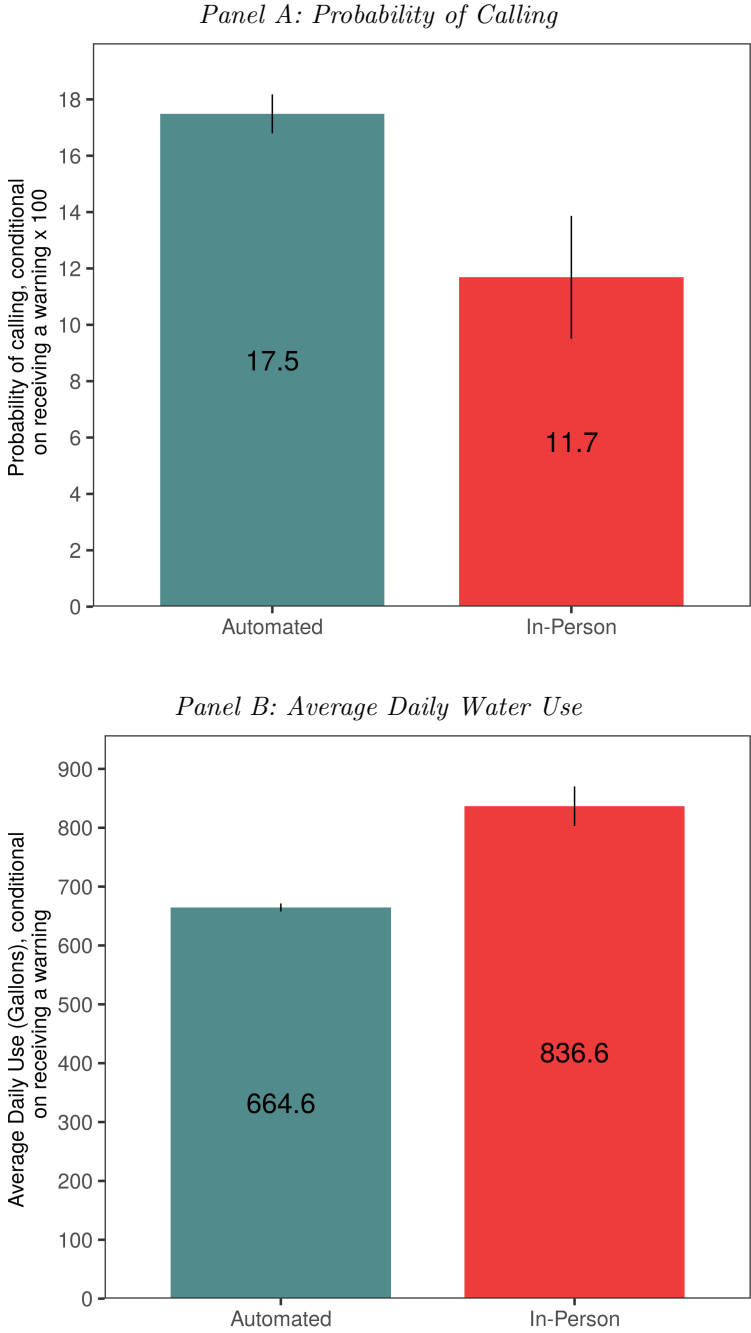 Panel A: Probability of Calling
Probability of calling, conditional
on receiving a warning x 100
18
16
14
12
10
8
6
4
2
0
17.5
11.7
Automated
In-Person
Panel B: Average Daily Water Use
Average Daily Use (Gallons), conditional
on receiving a warning
900
800
700
600
500
400
300
200
100
0
664.6
836.6
Automated
In-Person